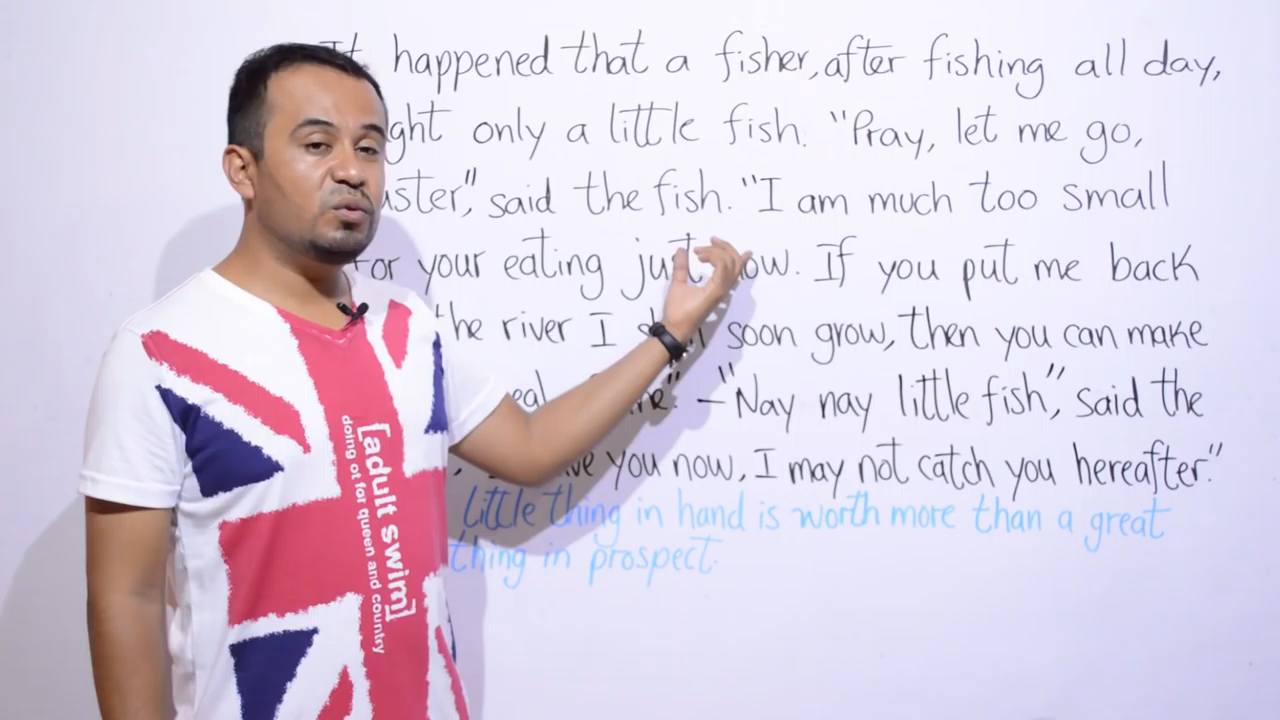 It happened that a fisher, after fishing all day,
only a little fish. "Pray, let me go,
said the fish. "I am much too small
for your eating just now. If you put me back
the river I soon grow, then you can make
"Nay nay little fish", said the
you now, I may not catch you hereafter."
little thing in hand is worth more than a great
thing in prospect.
[adult swim]
doing ot for queen and country